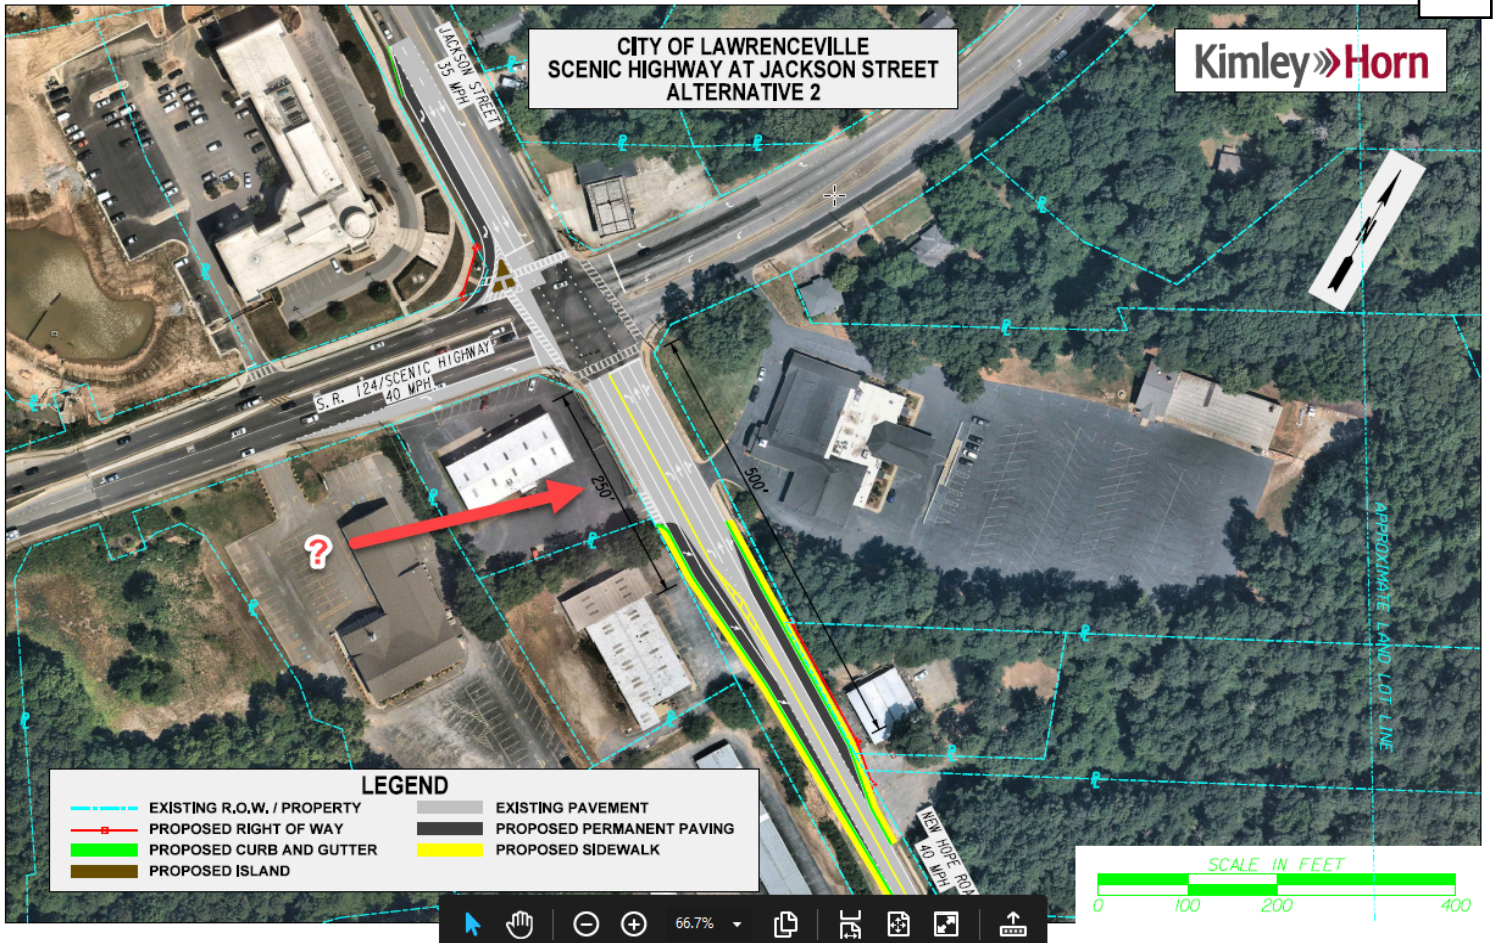 CITY OF LAWRENCEVILLE
SCENIC HIGHWAY AT JACKSON STREET
ALTERNATIVE 2
Kimley»Horn
JACKSON STREET
35 MPH
N
S.R. 124/SCENIC HIGHWAY
40 MPH
250'
500'
?
APPROXIMATE LAND LOT LINE
NEW HOPE ROA
40 MPH
LEGEND
EXISTING R.O.W. / PROPERTY
PROPOSED RIGHT OF WAY
PROPOSED CURB AND GUTTER
PROPOSED ISLAND
EXISTING PAVEMENT
PROPOSED PERMANENT PAVING
PROPOSED SIDEWALK
SCALE IN FEET
0 100 200 400
66.7%